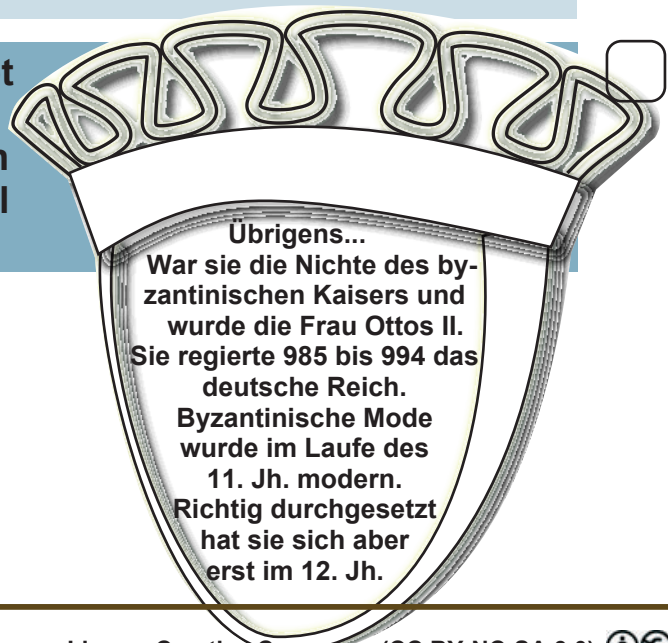 Übrigens...
War sie die Nichte des by-
zantinischen Kaisers und
wurde die Frau Ottos II.
Sie regierte 985 bis 994 das
deutsche Reich.
Byzantinische Mode
wurde im Laufe des
11. Jh. modern.
Richtig durchgesetzt
hat sie sich aber
erst im 12. Jh.